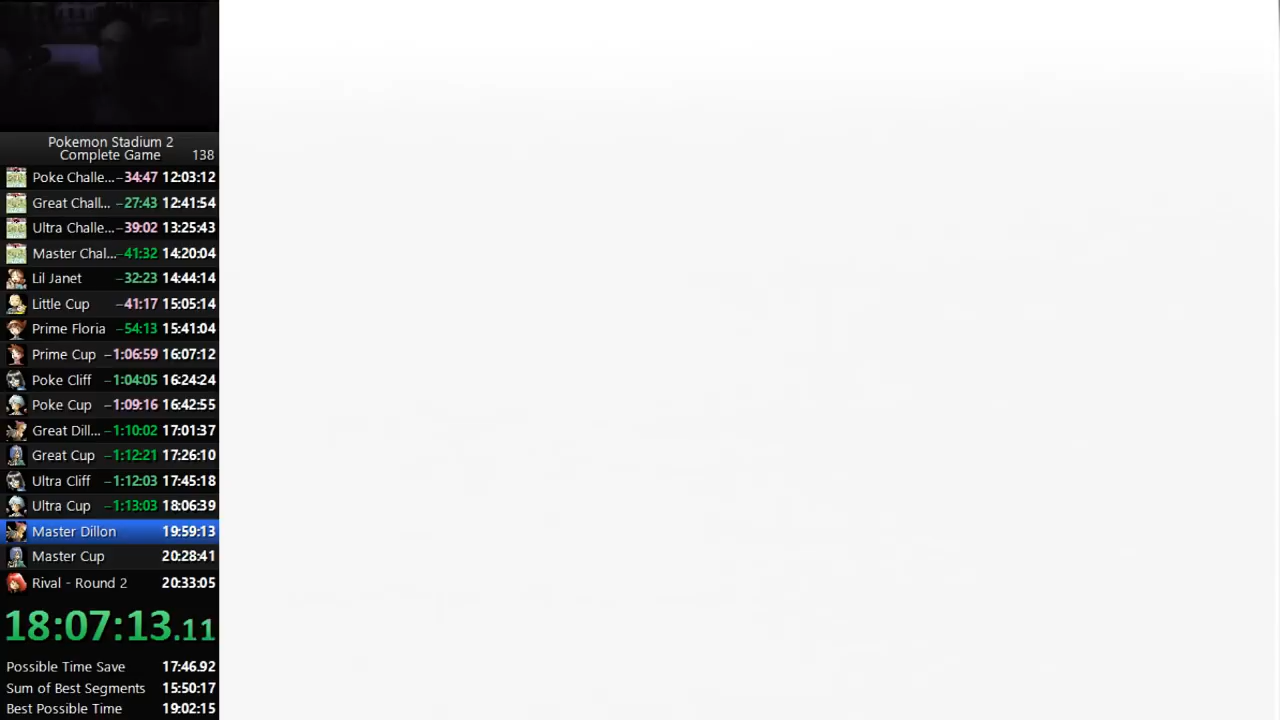 Pokemon Stadium 2
Complete Game 138
Poke Challe... −34:47 12:03:12
Great Chall... −27:43 12:41:54
Ultra Challe... −39:02 13:25:43
Master Chal... −41:32 14:20:04
Lil Janet −32:23 14:44:14
Little Cup −41:17 15:05:14
Prime Floria −54:13 15:41:04
Prime Cup −1:06:59 16:07:12
Poke Cliff −1:04:05 16:24:24
Poke Cup −1:09:16 16:42:55
Great Dill... −1:10:02 17:01:37
Great Cup −1:12:21 17:26:10
Ultra Cliff −1:12:03 17:45:18
Ultra Cup −1:13:03 18:06:39
Master Dillon 19:59:13
Master Cup 20:28:41
Rival - Round 2 20:33:05
18:07:13.11
Possible Time Save 17:46.92
Sum of Best Segments 15:50:17
Best Possible Time 19:02:15